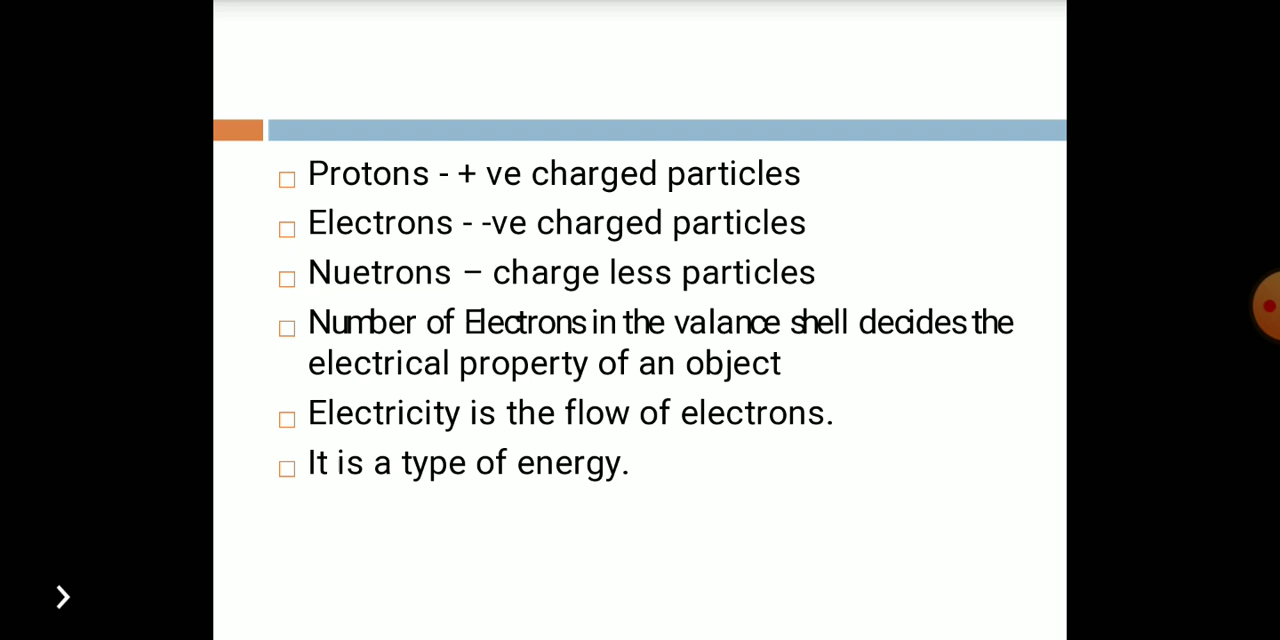 Protons - + ve charged particles
Electrons - -ve charged particles
Nuetrons – charge less particles
Number of Electrons in the valance shell decides the
electrical property of an object
Electricity is the flow of electrons.
It is a type of energy.